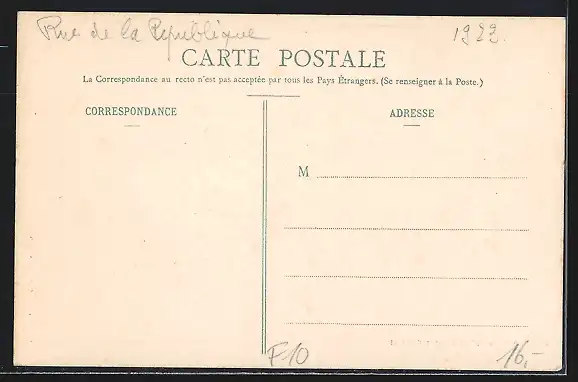 Rue de la République 1923.
CARTE POSTALE
La Correspondance au recto n'est pas acceptée par tous les Pays Étrangers. (Se renseigner à la Poste.)
CORRESPONDANCE
ADRESSE
M
F10
16,-